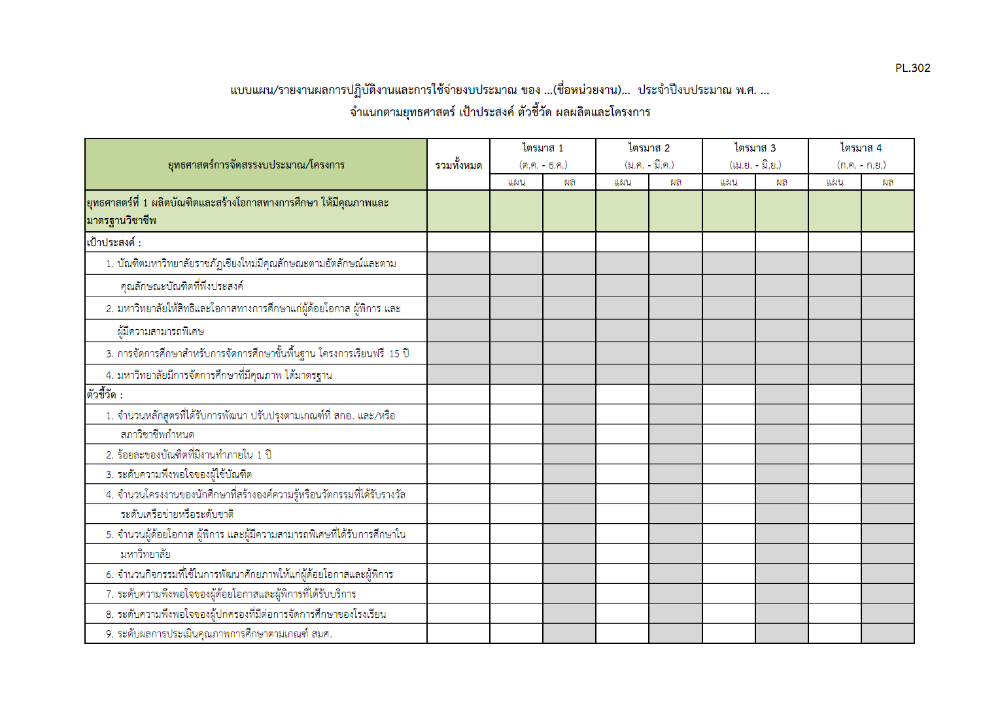 PL.302
แบบแผน/รายงานผลการปฏิบัติงานและการใช้จ่ายงบประมาณ ของ ...(ชื่อหน่วยงาน)... ประจำปีงบประมาณ พ.ศ. ...
จำแนกตามยุทธศาสตร์ เป้าประสงค์ ตัวชี้วัด ผลผลิตและโครงการ
ยุทธศาสตร์การจัดสรรงบประมาณ/โครงการ รวมทั้งหมด ไตรมาส 1 ไตรมาส 2 ไตรมาส 3 ไตรมาส 4
(ต.ค. - ธ.ค.) (ม.ค. - มี.ค.) (เม.ย. - มิ.ย.) (ก.ค. - ก.ย.)
แผน ผล แผน ผล แผน ผล แผน ผล
ยุทธศาสตร์ที่ 1 ผลิตบัณฑิตและสร้างโอกาสทางการศึกษา ให้มีคุณภาพและ
มาตรฐานวิชาชีพ
เป้าประสงค์ :
1. บัณฑิตมหาวิทยาลัยราชภัฏเชียงใหม่มีคุณลักษณะตามอัตลักษณ์และตาม
คุณลักษณะบัณฑิตที่พึงประสงค์
2. มหาวิทยาลัยให้สิทธิและโอกาสทางการศึกษาแก่ผู้ด้อยโอกาส ผู้พิการ และ
ผู้มีความสามารถพิเศษ
3. การจัดการศึกษาสำหรับการจัดการศึกษาขั้นพื้นฐาน โครงการเรียนฟรี 15 ปี
4. มหาวิทยาลัยมีการจัดการศึกษาที่มีคุณภาพ ได้มาตรฐาน
ตัวชี้วัด :
1. จำนวนหลักสูตรที่ได้รับการพัฒนา ปรับปรุงตามเกณฑ์ที่ สกอ. และ/หรือ
สภาวิชาชีพกำหนด
2. ร้อยละของบัณฑิตที่มีงานทำภายใน 1 ปี
3. ระดับความพึงพอใจของผู้ใช้บัณฑิต
4. จำนวนโครงงานของนักศึกษาที่สร้างองค์ความรู้หรือนวัตกรรมที่ได้รับรางวัล
ระดับเครือข่ายหรือระดับชาติ
5. จำนวนผู้ด้อยโอกาส ผู้พิการ และผู้มีความสามารถพิเศษที่ได้รับการศึกษาใน
มหาวิทยาลัย
6. จำนวนกิจกรรมที่ใช้ในการพัฒนาศักยภาพให้แก่ผู้ด้อยโอกาสและผู้พิการ
7. ระดับความพึงพอใจของผู้ด้อยโอกาสและผู้พิการที่ได้รับบริการ
8. ระดับความพึงพอใจของผู้ปกครองที่มีต่อการจัดการศึกษาของโรงเรียน
9. ระดับผลการประเมินคุณภาพการศึกษาตามเกณฑ์ สมศ.